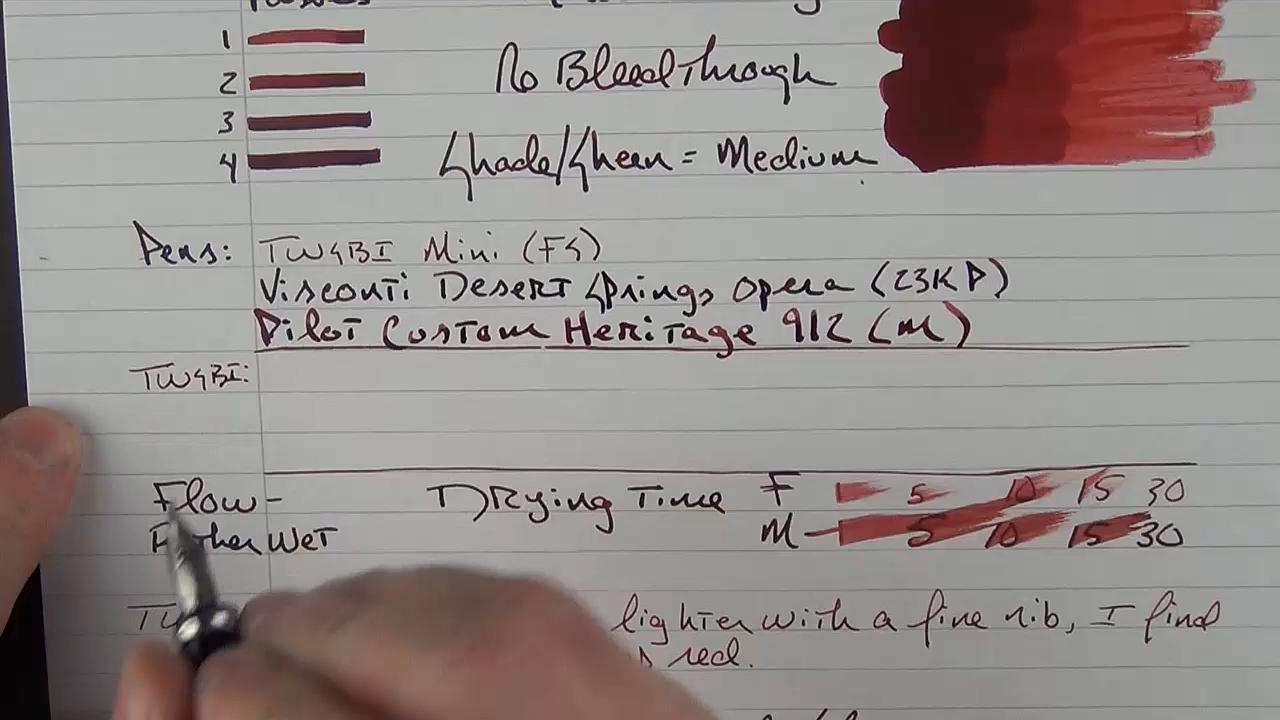 1
2 No Bleedthrough
3
4 Shade/Sheen = Medium
Pens: TWSBI Mini (FS)
Visconti Desert Springs Opera (23KP)
Pilot Custom Heritage 912 (M)
TWSBI:
Flow - Drying Time F 5 10 15 30
Wet M 5 10 15 30
lighter with a fine nib, I find
red.